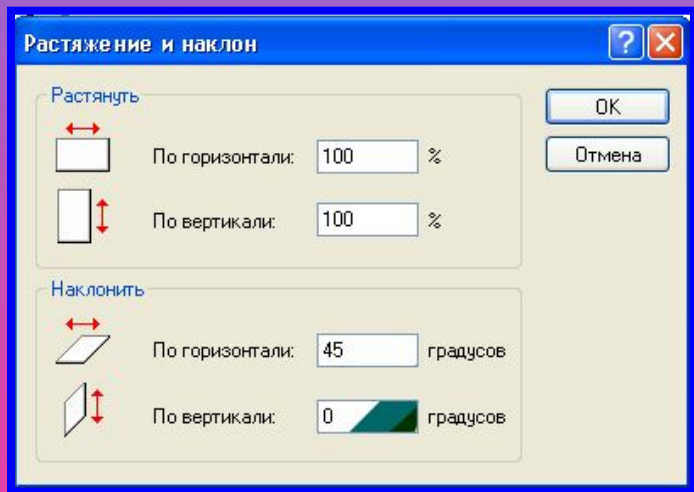 Растяжение и наклон
Растянуть
OK
По горизонтали: 100 %
Отмена
По вертикали: 100 %
Наклонить
По горизонтали: 45 градусов
По вертикали: 0 градусов